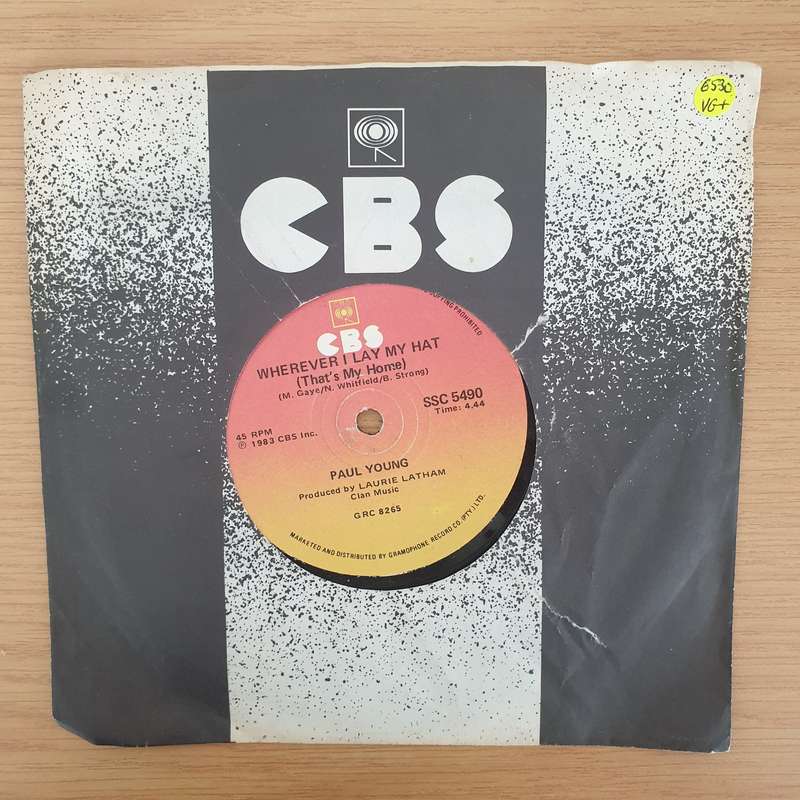 6530
VG+
CBS
COPYING PROHIBITED
CBS
WHEREVER I LAY MY HAT
(That's My Home)
(M. Gaye/N. Whitfield/B. Strong)
SSC 5490
Time: 4.44
45 RPM
℗ 1983 CBS Inc.
PAUL YOUNG
Produced by LAURIE LATHAM
Clan Music
GRC 8265
MARKETED AND DISTRIBUTED BY GRAMOPHONE RECORD CO. (PTY.) LTD.